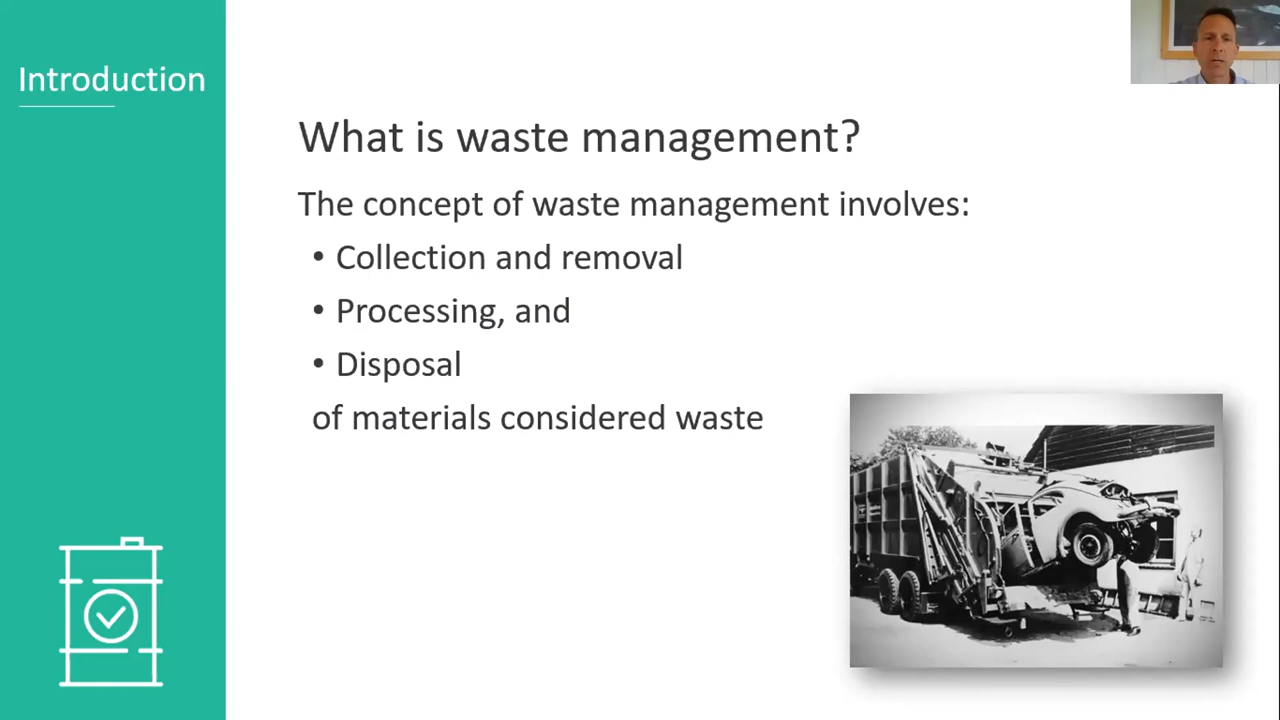 Introduction
What is waste management?
The concept of waste management involves:
• Collection and removal
• Processing, and
• Disposal
of materials considered waste